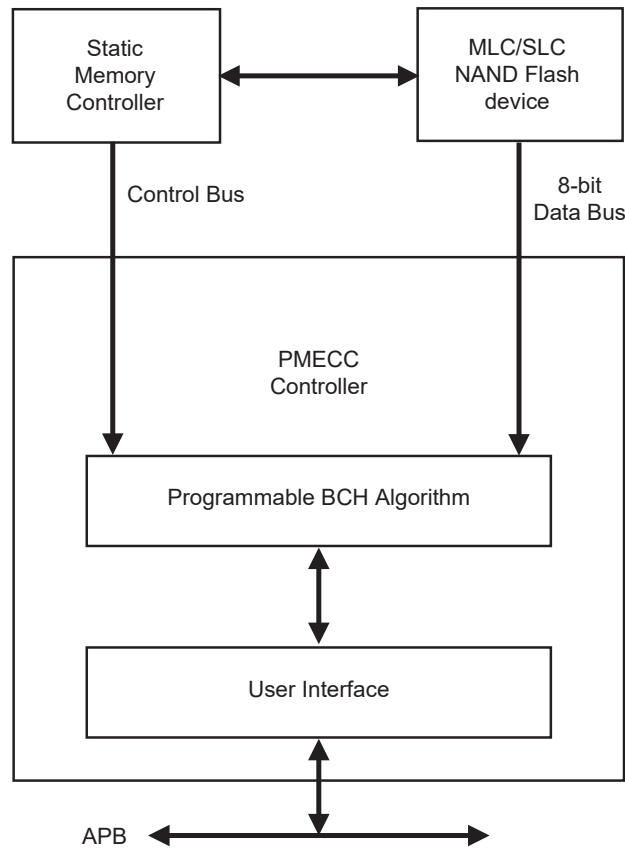 Static
Memory
Controller
MLC/SLC
NAND Flash
device
Control Bus
8-bit
Data Bus
PMECC
Controller
Programmable BCH Algorithm
User Interface
APB